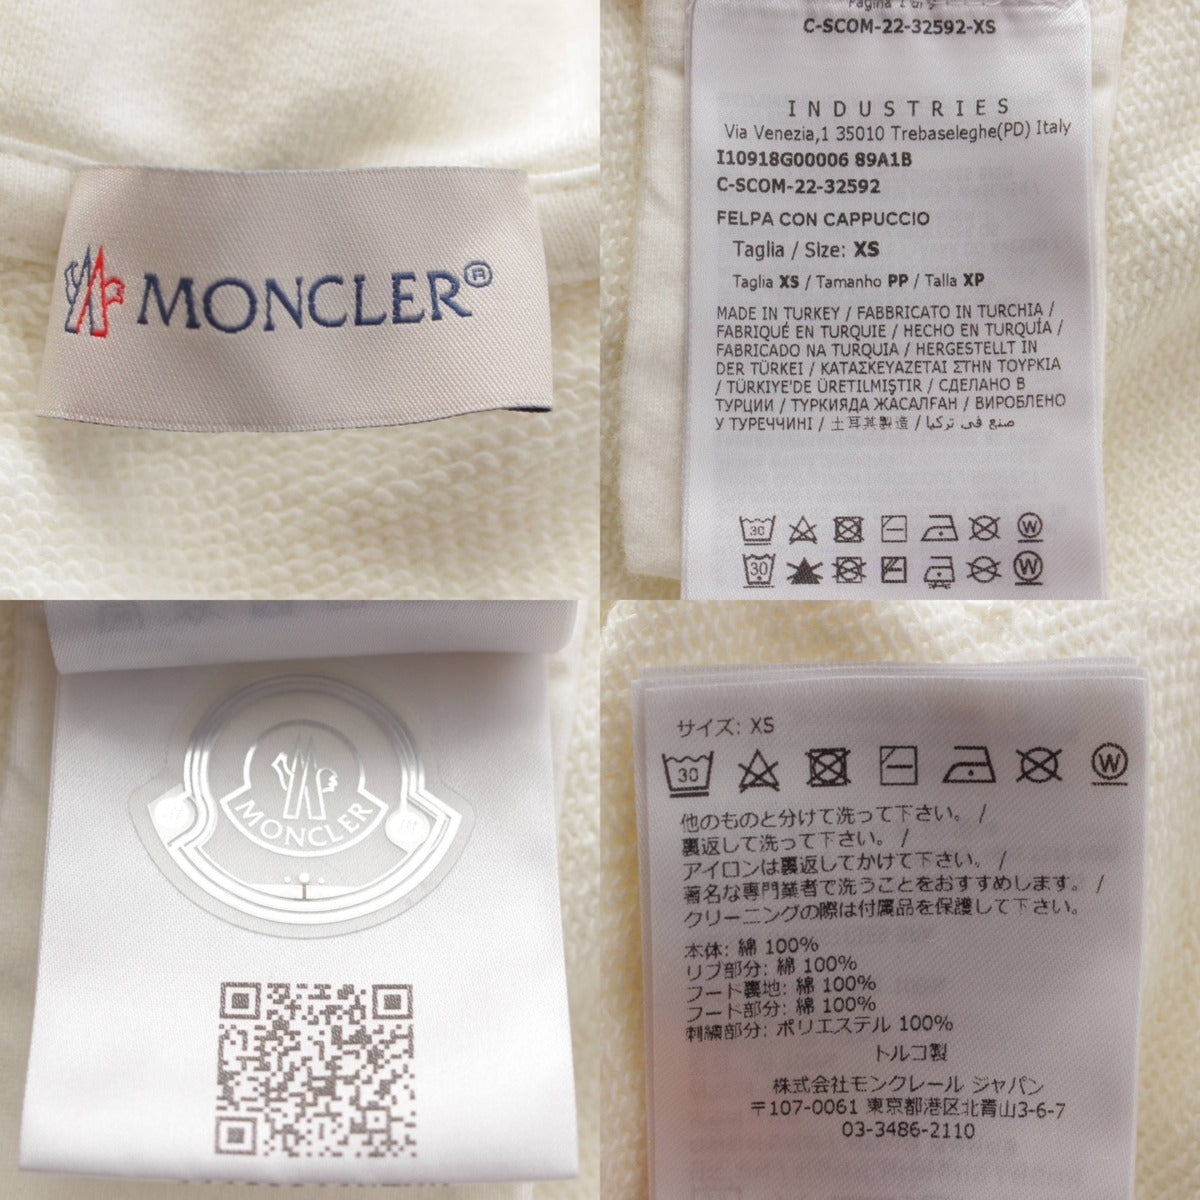 MONCLER®
C-SCOM-22-32592-XS
INDUSTRIES
Via Venezia,1 35010 Trebaseleghe(PD) Italy
I10918G00006 89A1B
C-SCOM-22-32592
FELPA CON CAPPUCCIO
Taglia / Size: XS
Taglia XS / Tamanho PP / Talla XP
MADE IN TURKEY / FABBRICATO IN TURCHIA /
FABRIQUÉ EN TURQUIE / HECHO EN TURQUÍA /
FABRICADO NA TURQUIA / HERGESTELLT IN
DER TÜRKEI / ΚΑΤΑΣΚΕΥΑΖΕΤΑΙ ΣΤΗΝ ΤΟΥΡΚΙΑ
/ TÜRKİYE'DE ÜRETİLMİŞTİR / СДЕЛАНО В
ТУРЦИИ / ТҮРКИЯДА ЖАСАЛҒАН / ВИРОБЛЕНО
У ТУРЕЧЧИНІ / 土耳其製造 / صنع في تركيا
30
W
30
W
MONCLER
サイズ: XS
30
W
他のものと分けて洗って下さい。 /
裏返して洗って下さい。 /
アイロンは裏返してかけて下さい。 /
著名な専門業者で洗うことをおすすめします。 /
クリーニングの際は付属品を保護して下さい。
本体: 綿 100%
リブ部分: 綿 100%
フード裏地: 綿 100%
フード部分: 綿 100%
刺繍部分: ポリエステル 100%
トルコ製
株式会社モンクレール ジャパン
〒107-0061 東京都港区北青山3-6-7
03-3486-2110